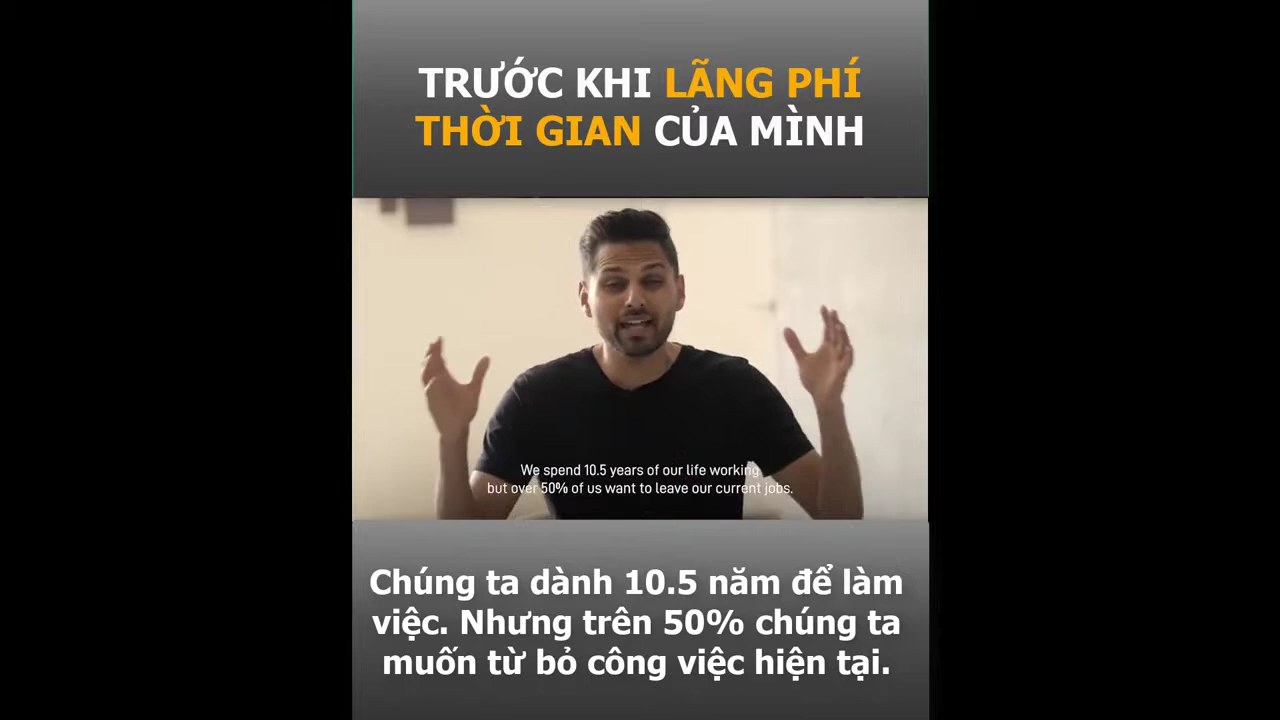 TRƯỚC KHI LÃNG PHÍ
THỜI GIAN CỦA MÌNH
We spend 10.5 years of our life working
but over 50% of us want to leave our current jobs.
Chúng ta dành 10.5 năm để làm
việc. Nhưng trên 50% chúng ta
muốn từ bỏ công việc hiện tại.